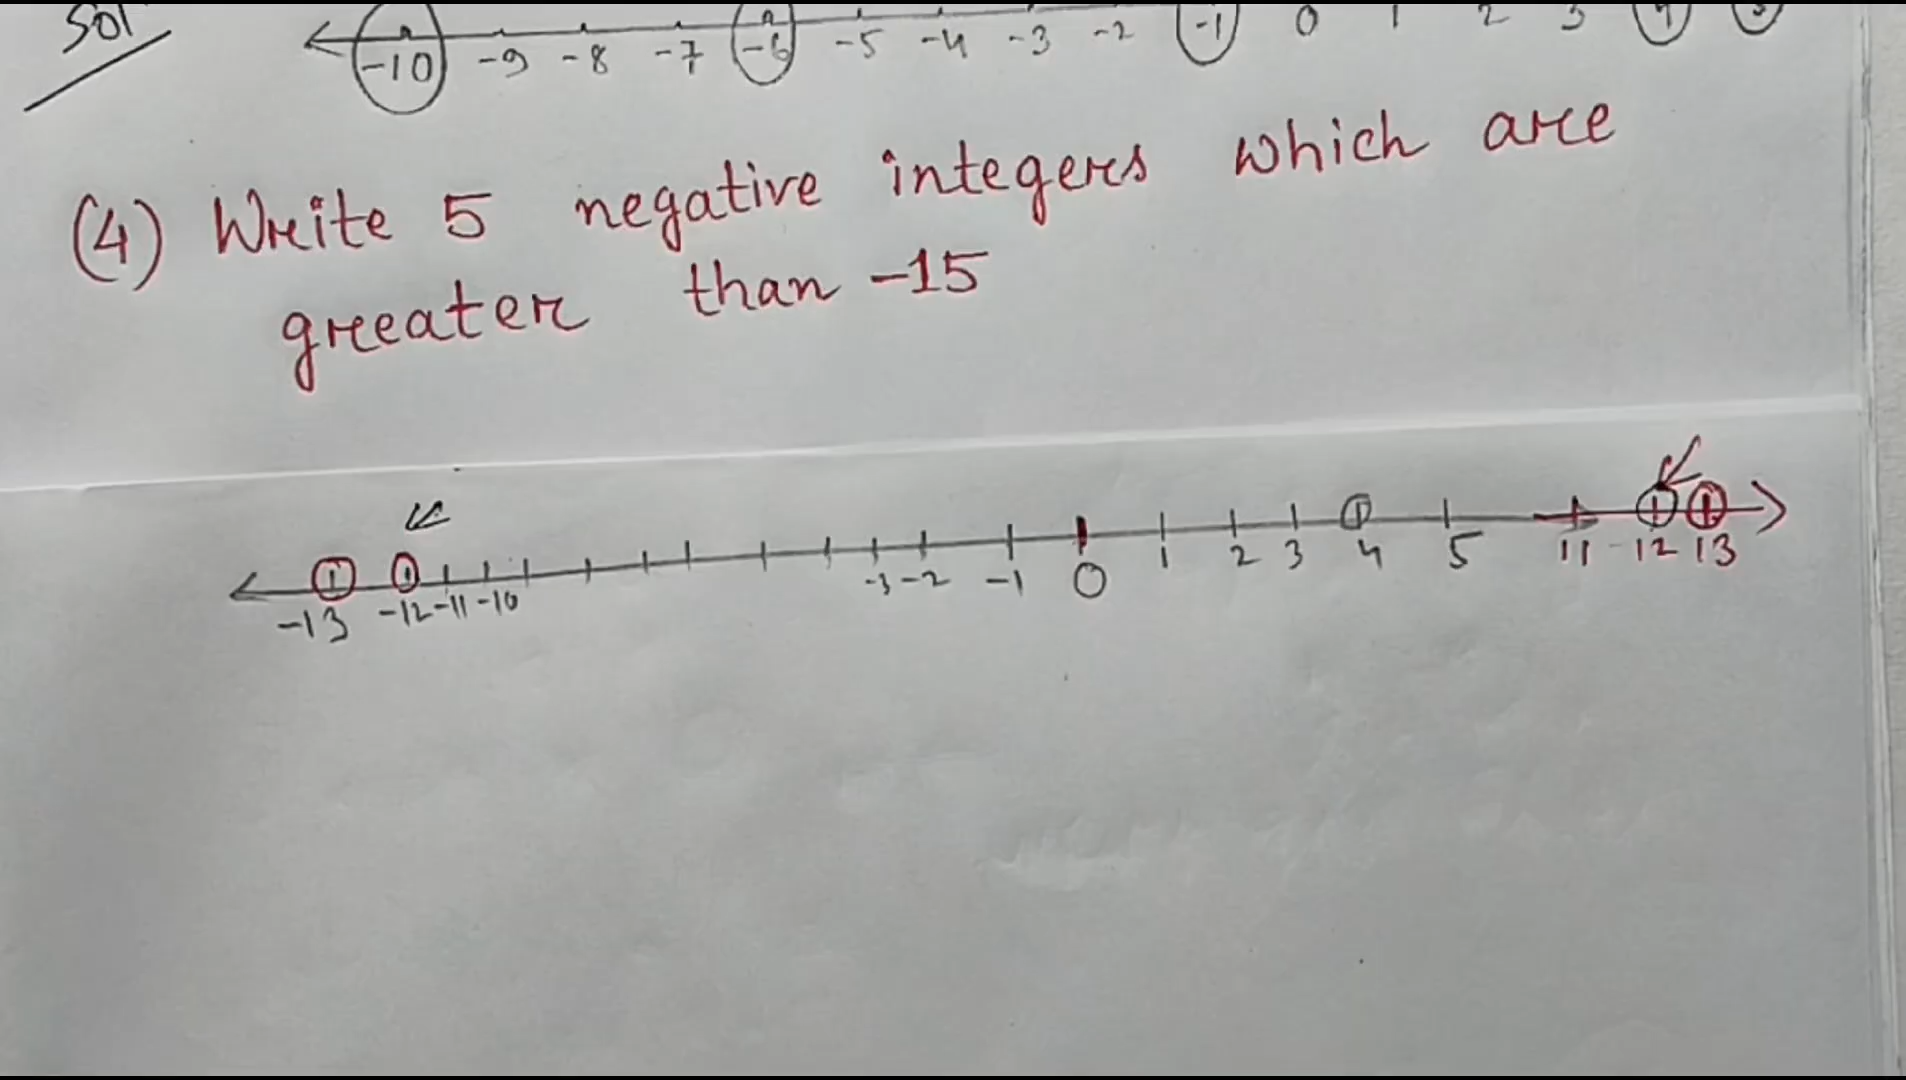 Sol
-10 -9 -8 -7 -6 -5 -4 -3 -2 -1 0 1 2 3 4 5
(4) Write 5 negative integers which are
greater than -15
-13 -12 -11 -10 -3 -2 -1 0 1 2 3 4 5 11 12 13